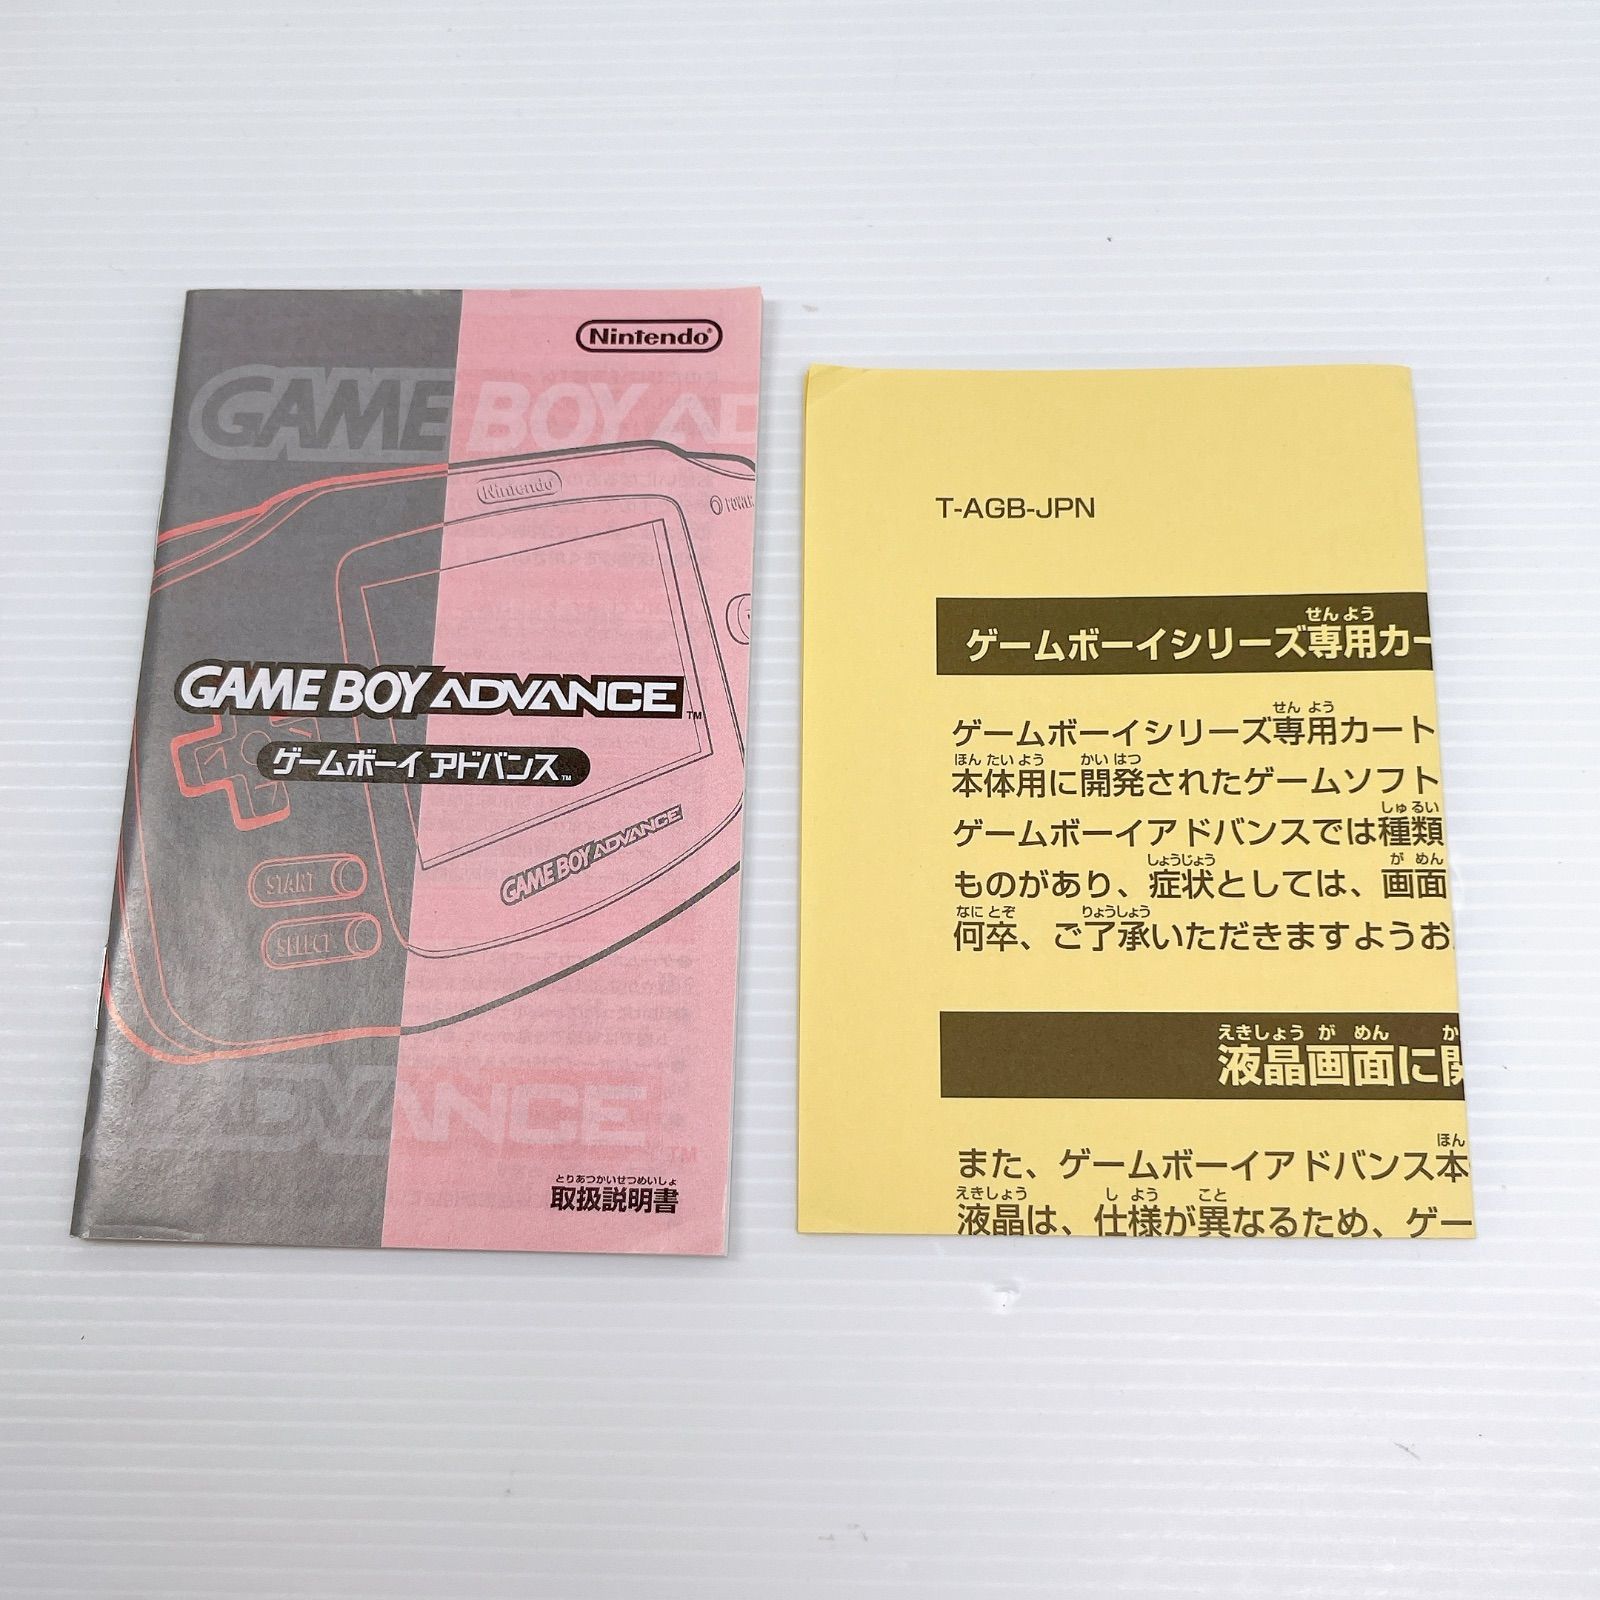 Nintendo
GAME BOY AD
Nintendo
POWER
GAME BOY ADVANCE™
ゲームボーイ アドバンス™
GAME BOY ADVANCE
START
SELECT
ADVANCE
TM
とりあつかいせつめいしょ
取扱説明書
T-AGB-JPN
せんよう
ゲームボーイシリーズ専用カー
せんよう
ゲームボーイシリーズ専用カート
ほんたいよう かいはつ
本体用に開発されたゲームソフト
しゅるい
ゲームボーイアドバンスでは種類
しょうじょう がめん
ものがあり、症状としては、画面
なにとぞ りょうしょう
何卒、ご了承いただきますようお
えきしょうがめん か
液晶画面に関
ほん
また、ゲームボーイアドバンス本
えきしょう しよう こと
液晶は、仕様が異なるため、ゲー